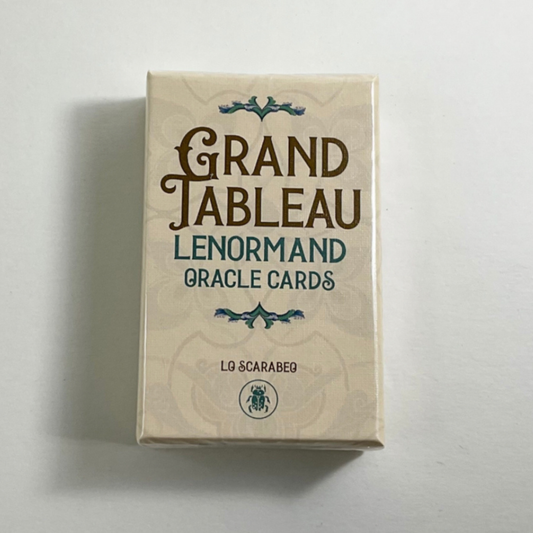 GRAND
TABLEAU
LENORMAND
ORACLE CARDS
LO SCARABEO